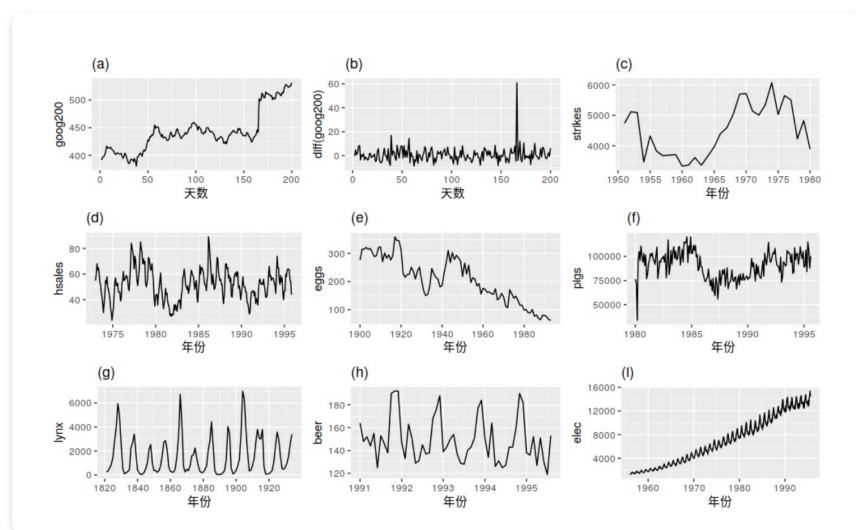 (a)
goog200
500
450
400
0
50
100
150
200
天数
(b)
diff(goog200)
60
40
20
0
0
50
100
150
200
天数
(c)
strikes
6000
5000
4000
1950
1955
1960
1965
1970
1975
1980
年份
(d)
hsales
80
60
40
1975
1980
1985
1990
1995
年份
(e)
eggs
300
200
100
1900
1920
1940
1960
1980
年份
(f)
pigs
100000
75000
50000
1980
1985
1990
1995
年份
(g)
lynx
6000
4000
2000
0
1820
1840
1860
1880
1900
1920
年份
(h)
beer
180
160
140
120
1991
1992
1993
1994
1995
年份
(I)
elec
16000
12000
8000
4000
1960
1970
1980
1990
年份